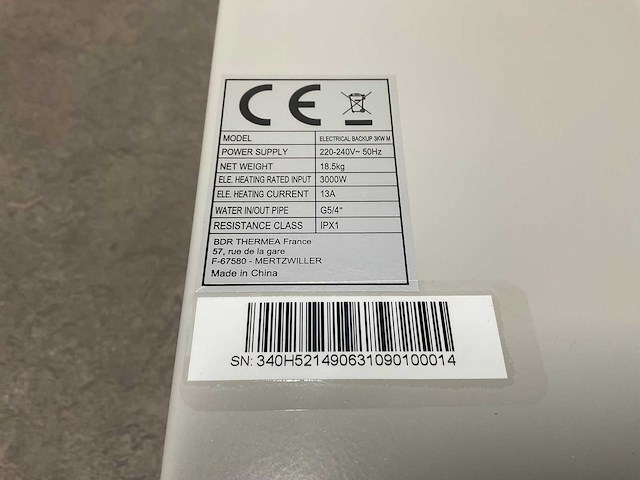 CE
MODEL ELECTRICAL BACKUP 3KW M
POWER SUPPLY 220-240V~ 50Hz
NET WEIGHT 18.5kg
ELE. HEATING RATED INPUT 3000W
ELE. HEATING CURRENT 13A
WATER IN/OUT PIPE G5/4"
RESISTANCE CLASS IPX1
BDR THERMEA France
57, rue de la gare
F-67580 - MERTZWILLER
Made in China
SN: 340H521490631090100014